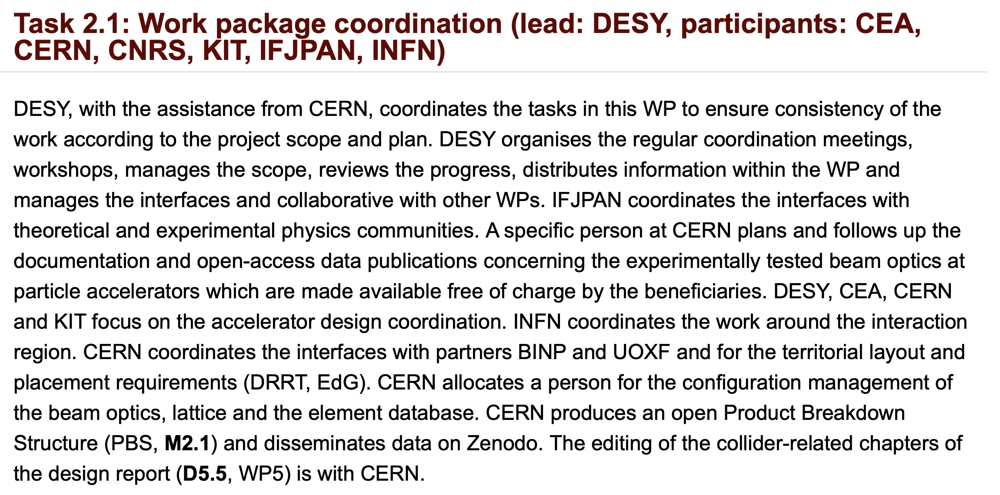 Task 2.1: Work package coordination (lead: DESY, participants: CEA,
CERN, CNRS, KIT, IFJPAN, INFN)
DESY, with the assistance from CERN, coordinates the tasks in this WP to ensure consistency of the
work according to the project scope and plan. DESY organises the regular coordination meetings,
workshops, manages the scope, reviews the progress, distributes information within the WP and
manages the interfaces and collaborative with other WPs. IFJPAN coordinates the interfaces with
theoretical and experimental physics communities. A specific person at CERN plans and follows up the
documentation and open-access data publications concerning the experimentally tested beam optics at
particle accelerators which are made available free of charge by the beneficiaries. DESY, CEA, CERN
and KIT focus on the accelerator design coordination. INFN coordinates the work around the interaction
region. CERN coordinates the interfaces with partners BINP and UOXF and for the territorial layout and
placement requirements (DRRT, EdG). CERN allocates a person for the configuration management of
the beam optics, lattice and the element database. CERN produces an open Product Breakdown
Structure (PBS, M2.1) and disseminates data on Zenodo. The editing of the collider-related chapters of
the design report (D5.5, WP5) is with CERN.